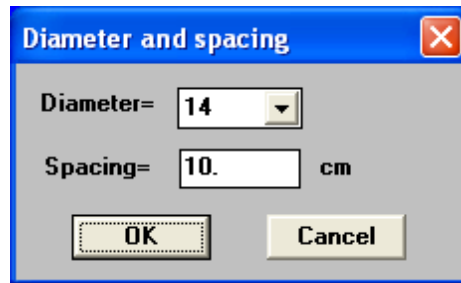 Diameter and spacing
Diameter= 14
Spacing= 10. cm
OK Cancel